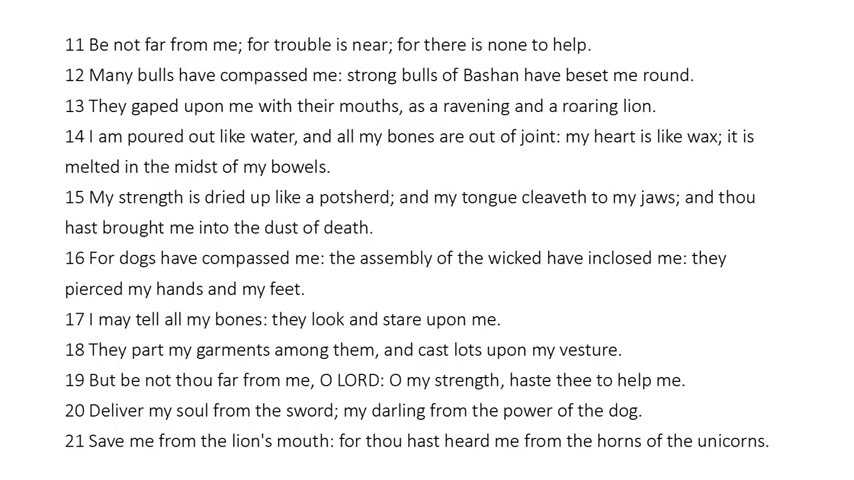 11 Be not far from me; for trouble is near; for there is none to help.
12 Many bulls have compassed me: strong bulls of Bashan have beset me round.
13 They gaped upon me with their mouths, as a ravening and a roaring lion.
14 I am poured out like water, and all my bones are out of joint: my heart is like wax; it is
melted in the midst of my bowels.
15 My strength is dried up like a potsherd; and my tongue cleaveth to my jaws; and thou
hast brought me into the dust of death.
16 For dogs have compassed me: the assembly of the wicked have inclosed me: they
pierced my hands and my feet.
17 I may tell all my bones: they look and stare upon me.
18 They part my garments among them, and cast lots upon my vesture.
19 But be not thou far from me, O LORD: O my strength, haste thee to help me.
20 Deliver my soul from the sword; my darling from the power of the dog.
21 Save me from the lion's mouth: for thou hast heard me from the horns of the unicorns.